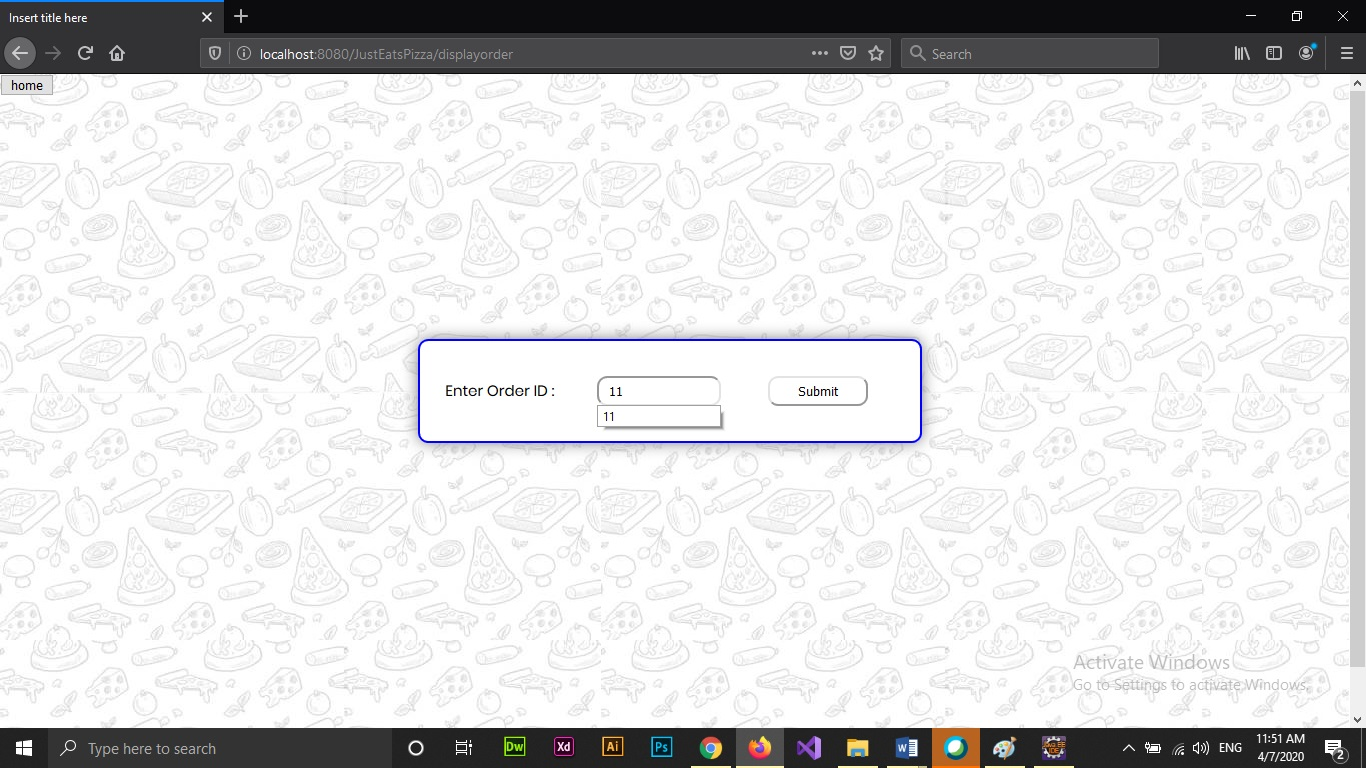 Insert title here
localhost:8080/JustEatsPizza/displayorder
Search
home
Enter Order ID :
11
Submit
11
Activate Windows
Go to Settings to activate Windows.
Type here to search
Dw
Xd
Ai
Ps
ENG
11:51 AM
4/7/2020
2